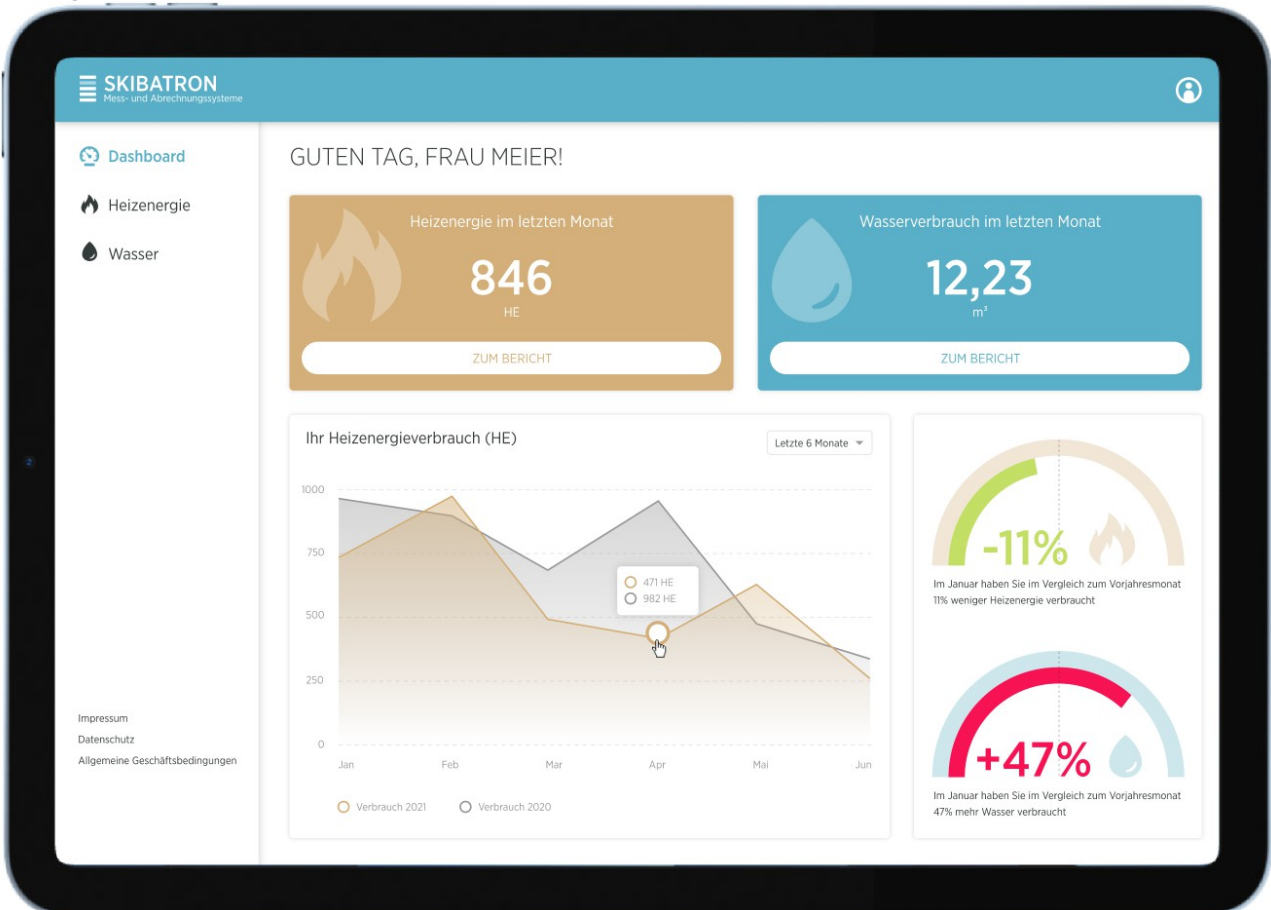 SKIBATRON
Mess- und Abrechnungssysteme
Dashboard
Heizenergie
Wasser
Impressum
Datenschutz
Allgemeine Geschäftsbedingungen
GUTEN TAG, FRAU MEIER!
Heizenergie im letzten Monat
846
HE
ZUM BERICHT
Wasserverbrauch im letzten Monat
12,23
m³
ZUM BERICHT
Ihr Heizenergieverbrauch (HE)
Letzte 6 Monate
1000
750
500
250
0
471 HE
982 HE
Jan Feb Mar Apr Mai Jun
Verbrauch 2021 Verbrauch 2020
-11%
Im Januar haben Sie im Vergleich zum Vorjahresmonat
11% weniger Heizenergie verbraucht
+47%
Im Januar haben Sie im Vergleich zum Vorjahresmonat
47% mehr Wasser verbraucht